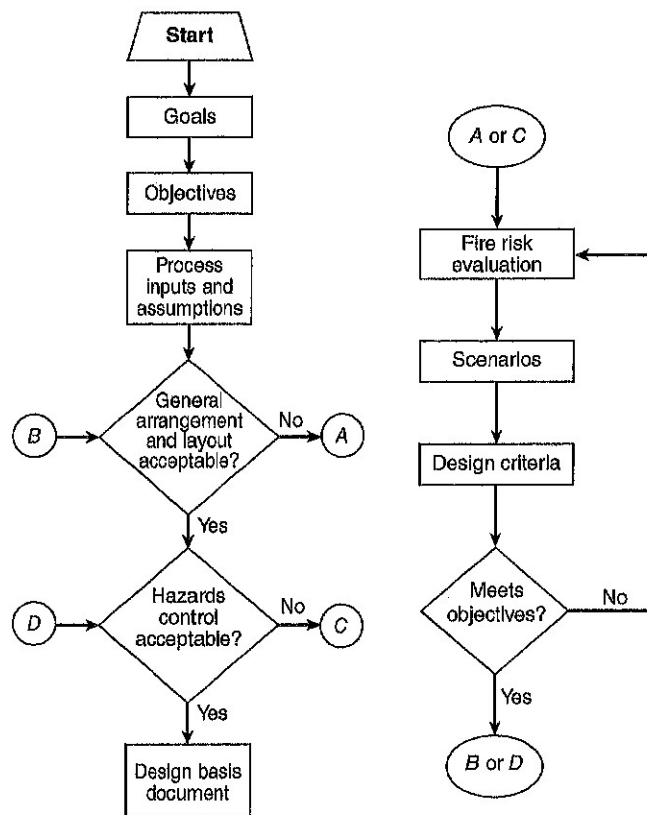 Start
Goals
Objectives
Process
inputs and
assumptions
General
arrangement
and layout
acceptable?
B
No
A
Yes
Hazards
control
acceptable?
D
No
C
Yes
Design basis
document
A or C
Fire risk
evaluation
Scenarios
Design criteria
Meets
objectives?
No
Yes
B or D